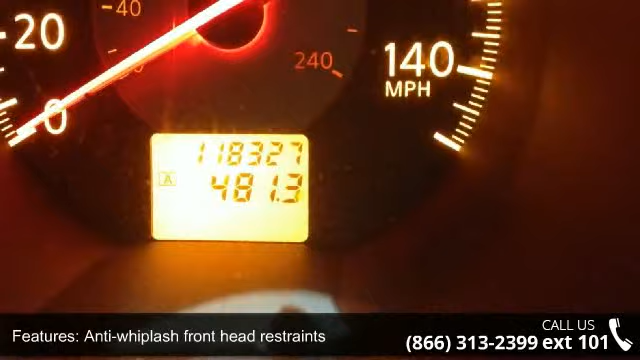 40
20
240
140
MPH
0
118327
A
481.3
CALL US
Features: Anti-whiplash front head restraints
(866) 313-2399 ext 101